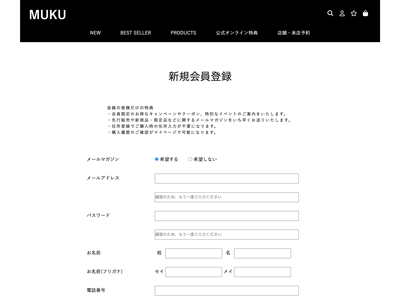 MUKU
NEW BEST SELLER PRODUCTS 公式オンライン特典 店舗・来店予約
新規会員登録
会員の皆様だけの特典
・会員限定のお得なキャンペーンやクーポン、特別なイベントのご案内をいたします。
・先行販売や新商品・限定品などに関するメールマガジンをいち早くお送りいたします。
・住所登録でご購入時の住所入力が不要になります。
・購入履歴のご確認がマイページで可能になります。
メールマガジン 希望する 希望しない
メールアドレス
確認のため、もう一度ご入力ください
パスワード
確認のため、もう一度ご入力ください
お名前 姓 名
お名前(フリガナ) セイ メイ
電話番号